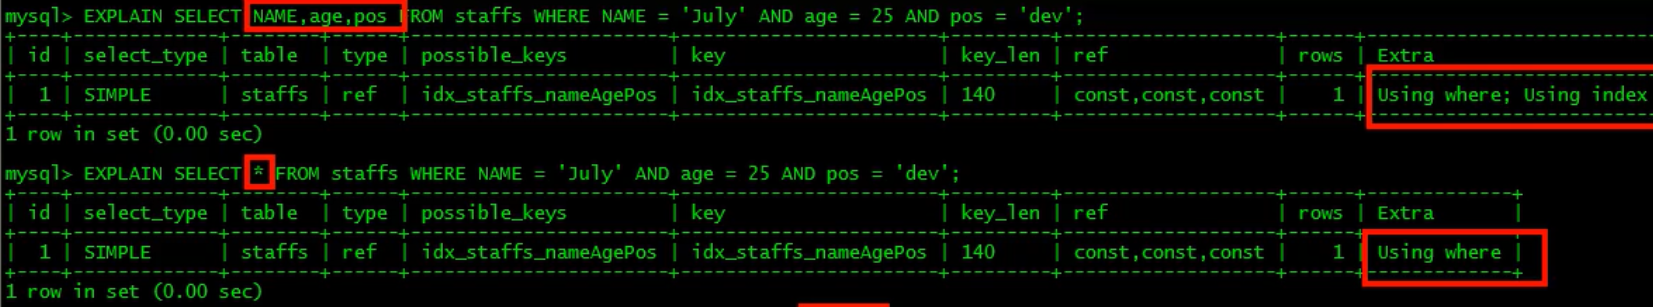 mysql> EXPLAIN SELECT NAME,age,pos FROM staffs WHERE NAME = 'July' AND age = 25 AND pos = 'dev';
+----+-------------+--------+------+-----------------------+-----------------------+---------+-------------------+------+--------------------------
| id | select_type | table | type | possible_keys | key | key_len | ref | rows | Extra
+----+-------------+--------+------+-----------------------+-----------------------+---------+-------------------+------+--------------------------
| 1 | SIMPLE | staffs | ref | idx_staffs_nameAgePos | idx_staffs_nameAgePos | 140 | const,const,const | 1 | Using where; Using index
+----+-------------+--------+------+-----------------------+-----------------------+---------+-------------------+------+--------------------------
1 row in set (0.00 sec)
mysql> EXPLAIN SELECT * FROM staffs WHERE NAME = 'July' AND age = 25 AND pos = 'dev';
+----+-------------+--------+------+-----------------------+-----------------------+---------+-------------------+------+-------------+
| id | select_type | table | type | possible_keys | key | key_len | ref | rows | Extra |
+----+-------------+--------+------+-----------------------+-----------------------+---------+-------------------+------+-------------+
| 1 | SIMPLE | staffs | ref | idx_staffs_nameAgePos | idx_staffs_nameAgePos | 140 | const,const,const | 1 | Using where |
+----+-------------+--------+------+-----------------------+-----------------------+---------+-------------------+------+-------------+
1 row in set (0.00 sec)